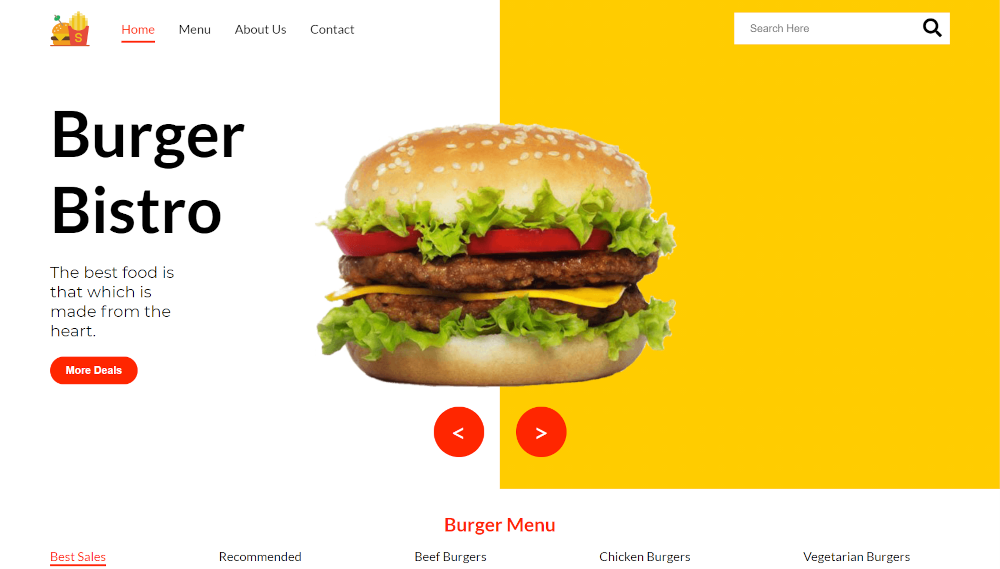 S
Home Menu About Us Contact
Search Here
Burger
Bistro
The best food is
that which is
made from the
heart.
More Deals
< >
Burger Menu
Best Sales Recommended Beef Burgers Chicken Burgers Vegetarian Burgers